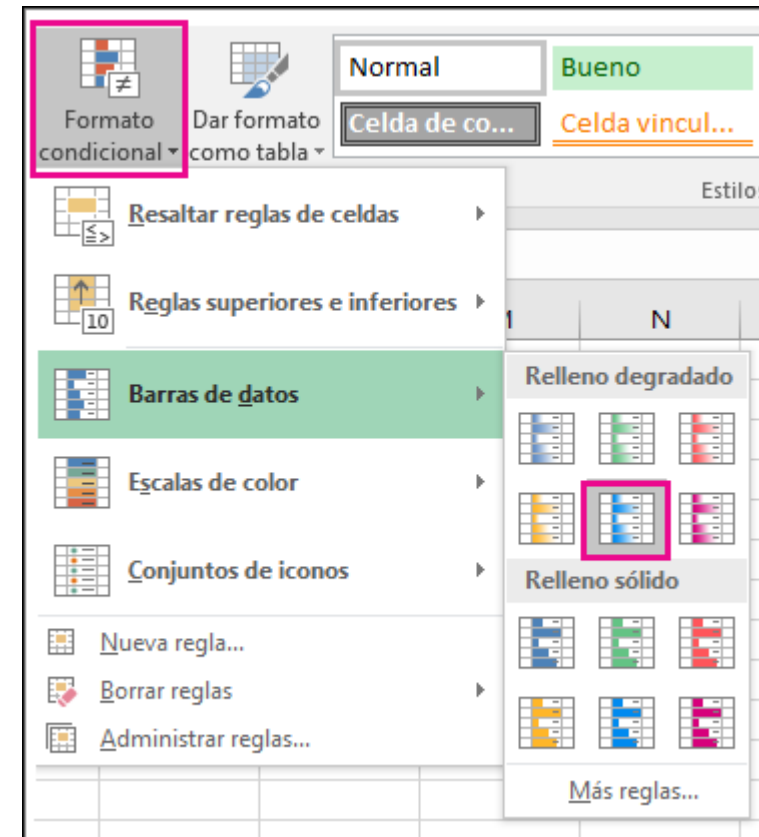 Formato
condicional
Dar formato
como tabla
Normal
Bueno
Celda de co...
Celda vincul...
Resaltar reglas de celdas
Reglas superiores e inferiores
10
Barras de datos
Escalas de color
Conjuntos de iconos
Nueva regla...
Borrar reglas
Administrar reglas...
N
Relleno degradado
Relleno sólido
Más reglas...